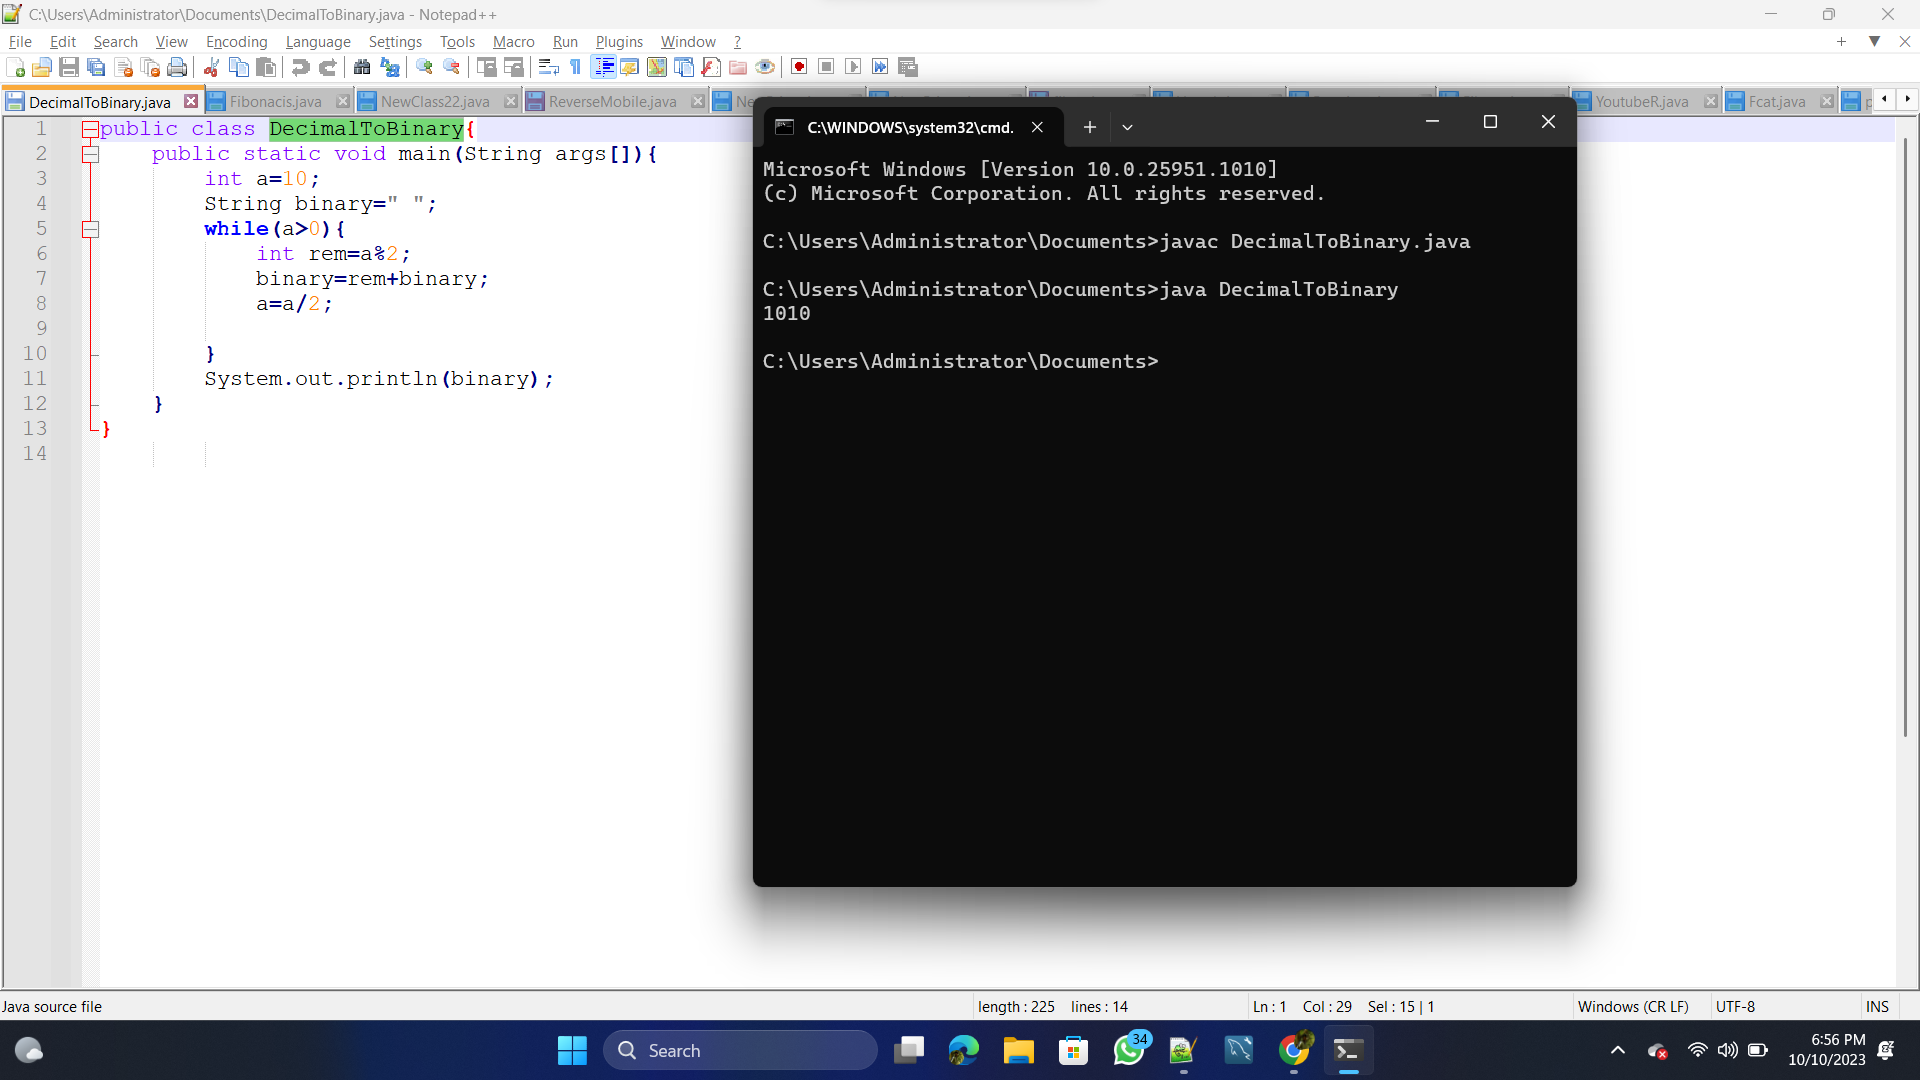 C:\Users\Administrator\Documents\DecimalToBinary.java - Notepad++
File Edit Search View Encoding Language Settings Tools Macro Run Plugins Window ?
DecimalToBinary.java Fibonacis.java NewClass22.java ReverseMobile.java YoutubeR.java Fcat.java
1 public class DecimalToBinary{
2 public static void main(String args[]){
3 int a=10;
4 String binary=" ";
5 while(a>0){
6 int rem=a%2;
7 binary=rem+binary;
8 a=a/2;
9
10 }
11 System.out.println(binary);
12 }
13 }
14
C:\WINDOWS\system32\cmd.
Microsoft Windows [Version 10.0.25951.1010]
(c) Microsoft Corporation. All rights reserved.
C:\Users\Administrator\Documents>javac DecimalToBinary.java
C:\Users\Administrator\Documents>java DecimalToBinary
1010
C:\Users\Administrator\Documents>
Java source file length : 225 lines : 14 Ln : 1 Col : 29 Sel : 15 | 1 Windows (CR LF) UTF-8 INS
Search
34
6:56 PM
10/10/2023